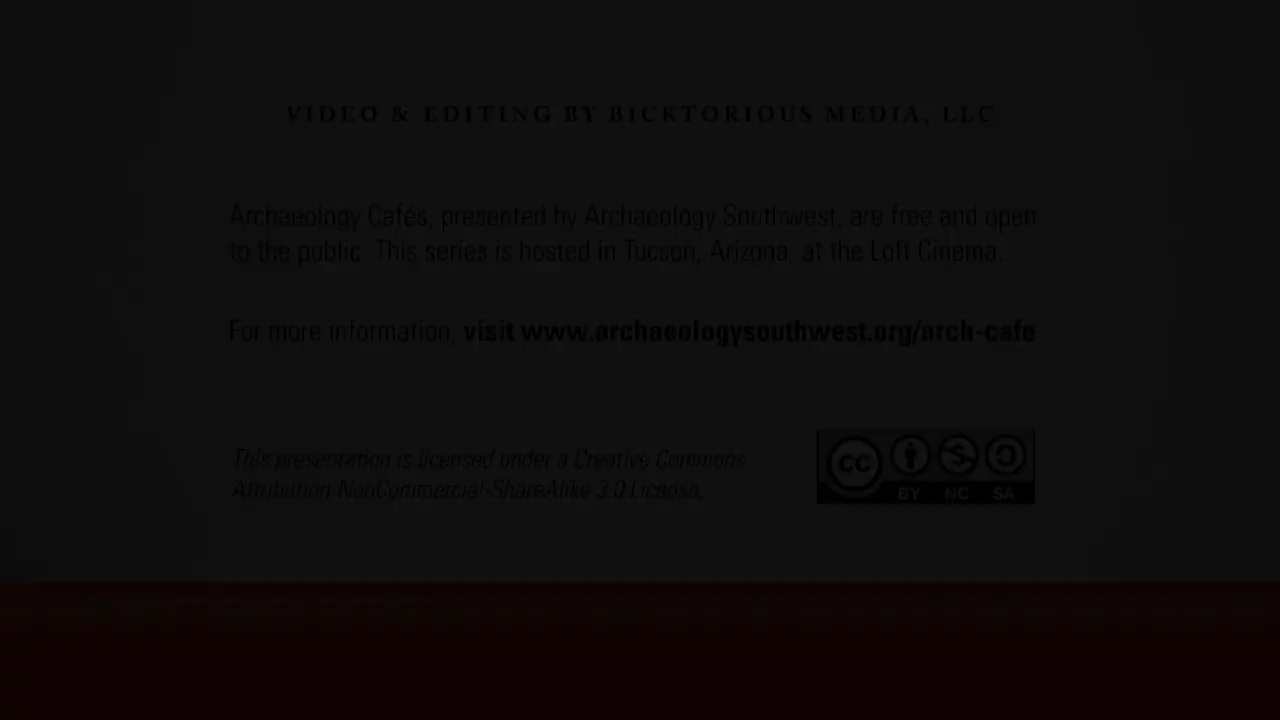 VIDEO & EDITING BY BICKTORIOUS MEDIA, LLC
Archaeology Cafés, presented by Archaeology Southwest, are free and open
to the public. This series is hosted in Tucson, Arizona, at the Loft Cinema.
For more information, visit www.archaeologysouthwest.org/arch-cafe
This presentation is licensed under a Creative Commons
Attribution-NonCommercial-ShareAlike 3.0 License.
CC
BY NC SA